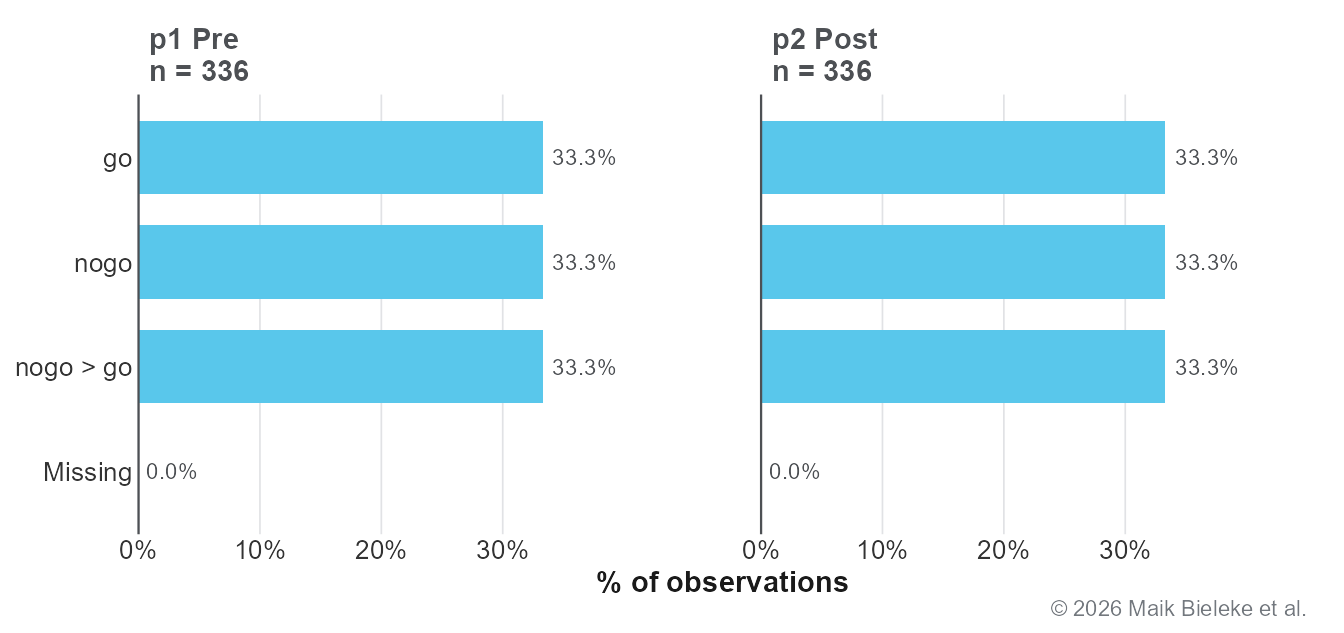 p1 Pre
n = 336
p2 Post
n = 336
go
33.3%
33.3%
nogo
33.3%
33.3%
nogo > go
33.3%
33.3%
Missing
0.0%
0.0%
0%
10%
20%
30%
0%
10%
20%
30%
% of observations
© 2026 Maik Bieleke et al.